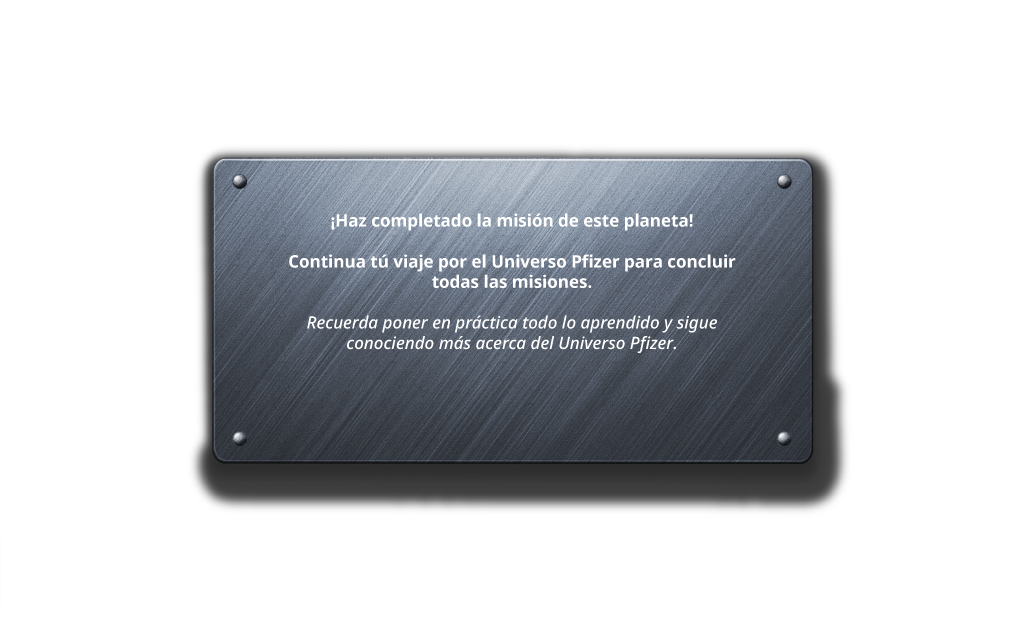 ¡Haz completado la misión de este planeta!
Continua tú viaje por el Universo Pfizer para concluir
todas las misiones.
Recuerda poner en práctica todo lo aprendido y sigue
conociendo más acerca del Universo Pfizer.